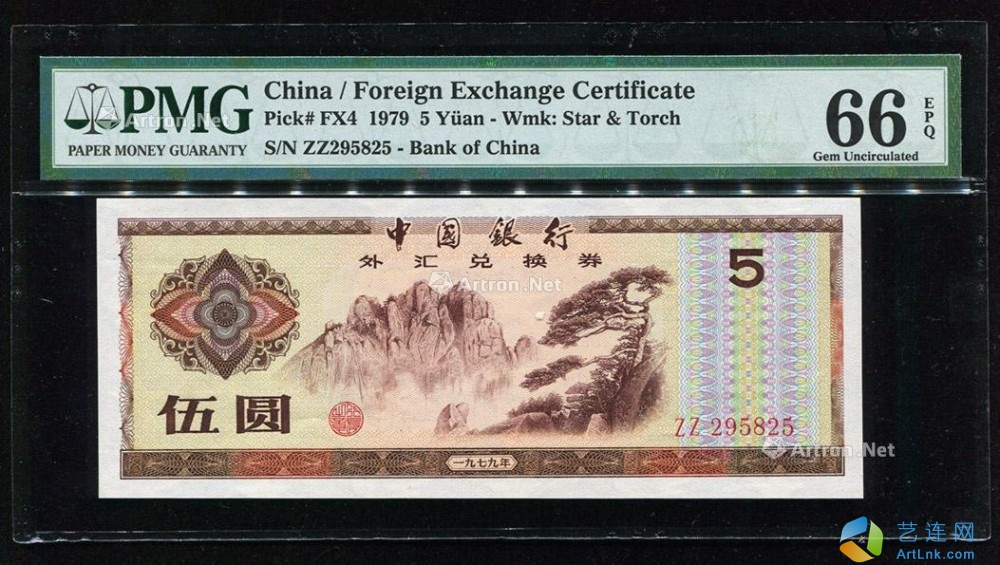 PMG
PAPER MONEY GUARANTY
China / Foreign Exchange Certificate
Pick# FX4 1979 5 Yüan - Wmk: Star & Torch
S/N ZZ295825 - Bank of China
66
EPQ
Gem Uncirculated
Artron.Net
中國銀行
外汇兑换券
5
Artron.Net
伍圆
ZZ 295825
Artron.Net
一九七九年
艺连网
ArtLnk.com